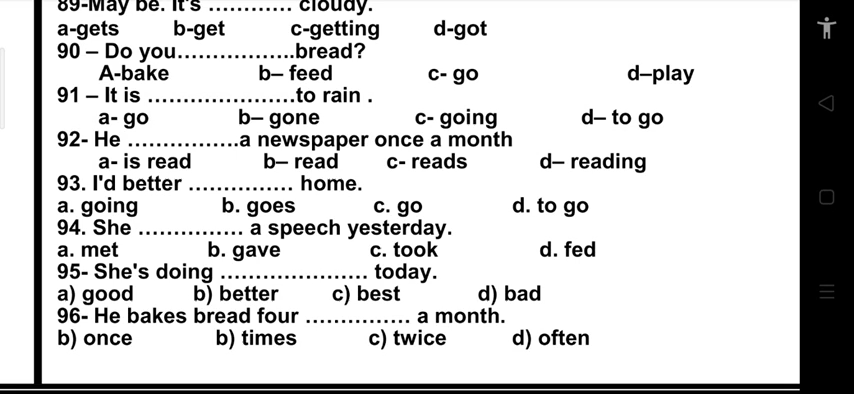 89-May be. It's ............ cloudy.
a-gets b-get c-getting d-got
90 – Do you..................bread?
A-bake b– feed c- go d–play
91 – It is ......................to rain .
a- go b– gone c- going d– to go
92- He .................a newspaper once a month
a- is read b– read c- reads d– reading
93. I'd better ............... home.
a. going b. goes c. go d. to go
94. She ............... a speech yesterday.
a. met b. gave c. took d. fed
95- She's doing ...................... today.
a) good b) better c) best d) bad
96- He bakes bread four ............... a month.
b) once b) times c) twice d) often